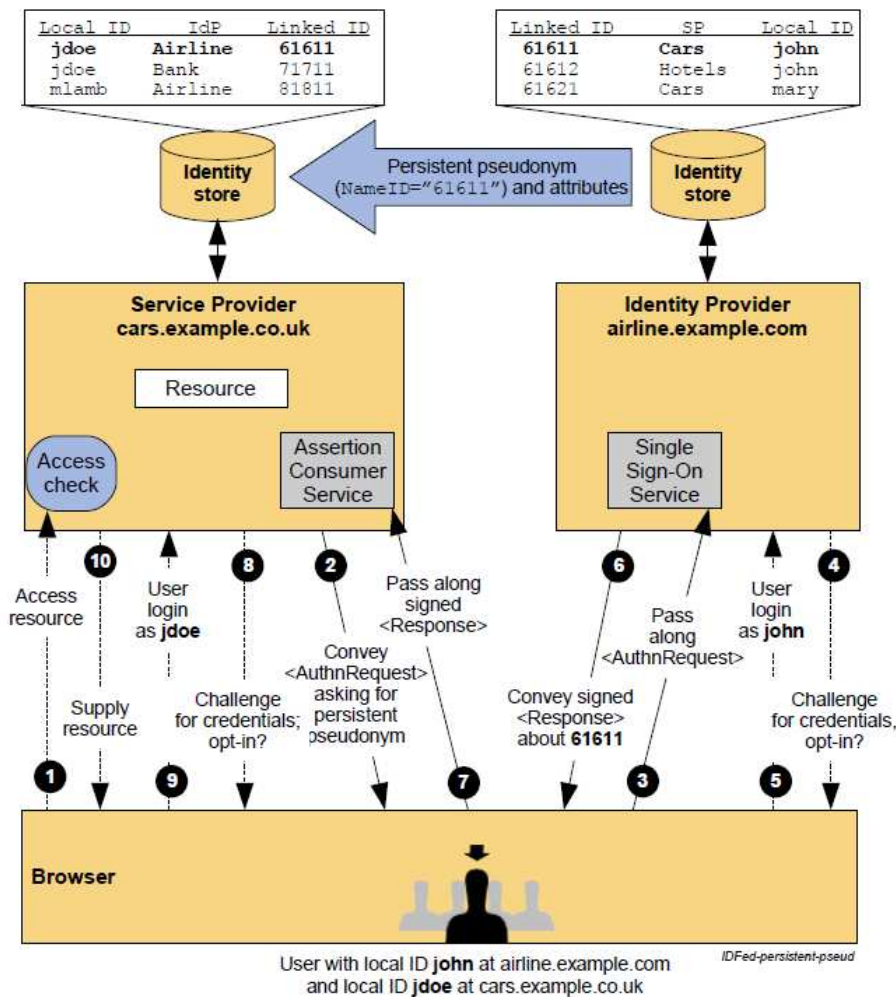 Local ID IdP Linked ID
jdoe Airline 61611
jdoe Bank 71711
mlamb Airline 81811
Linked ID SP Local ID
61611 Cars john
61612 Hotels john
61621 Cars mary
Identity
store
Persistent pseudonym
(NameID="61611") and attributes
Identity
store
Service Provider
cars.example.co.uk
Resource
Access
check
Assertion
Consumer
Service
Identity Provider
airline.example.com
Single
Sign-On
Service
10
8
2
6
4
Access
resource
User
login
as jdoe
Pass along
signed
<Response>
Convey
<AuthnRequest>
asking for
persistent
pseudonym
Supply
resource
Challenge
for credentials;
opt-in?
Pass
along
<AuthnRequest>
User
login
as john
Convey signed
<Response>
about 61611
Challenge
for credentials,
opt-in?
1
9
7
3
5
Browser
IDFed-persistent-pseud
User with local ID john at airline.example.com
and local ID jdoe at cars.example.co.uk